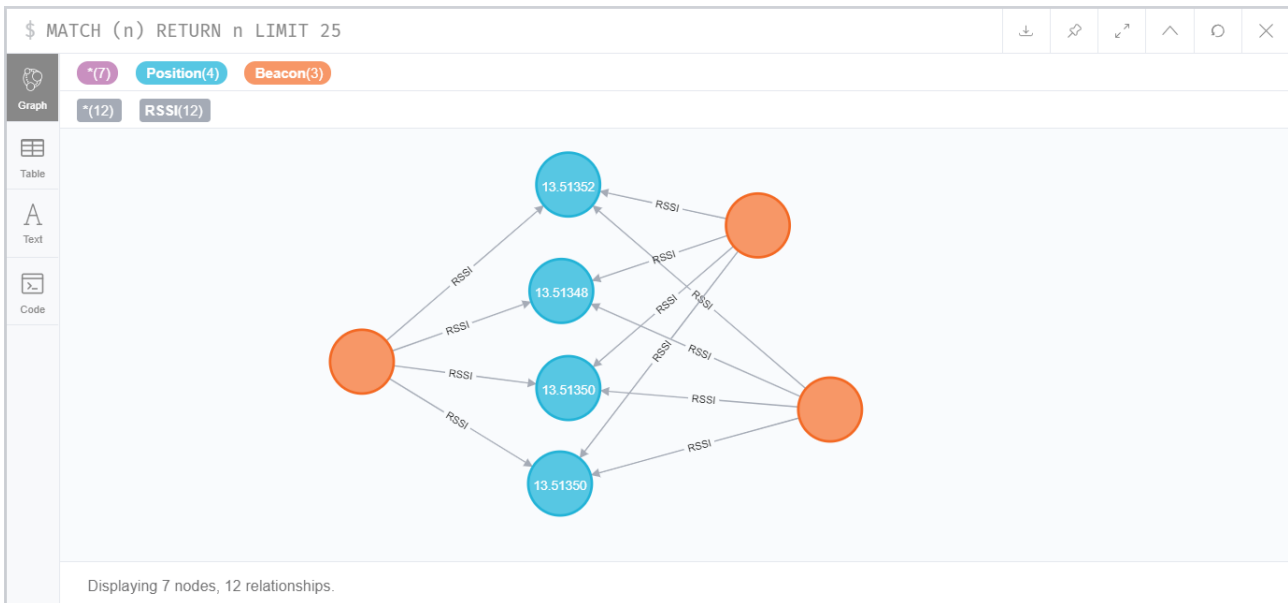 $ MATCH (n) RETURN n LIMIT 25
Graph
Table
Text
Code
*(7) Position(4) Beacon(3)
*(12) RSSI(12)
13.51352
13.51348
13.51350
13.51350
RSSI
RSSI
RSSI
RSSI
RSSI
RSSI
RSSI
RSSI
RSSI
RSSI
RSSI
RSSI
Displaying 7 nodes, 12 relationships.